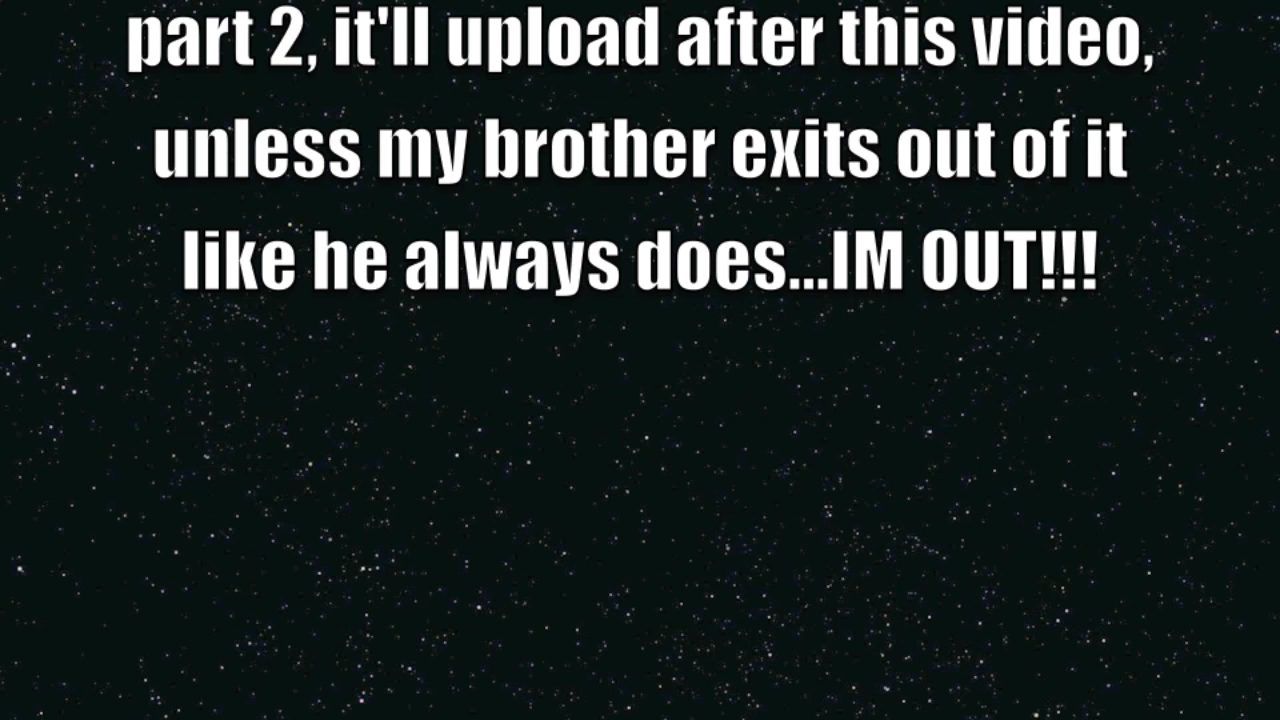 part 2, it'll upload after this video,
unless my brother exits out of it
like he always does...IM OUT!!!